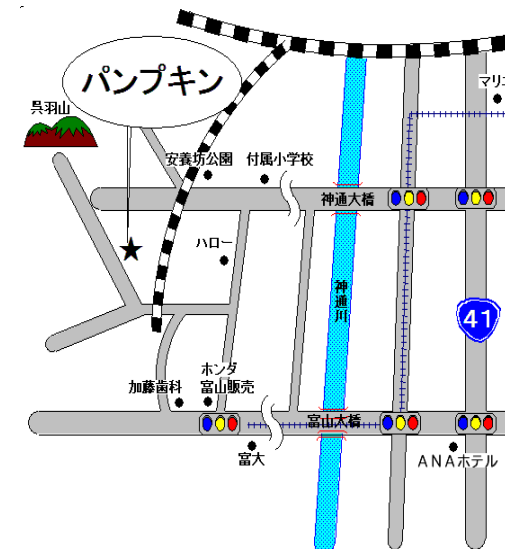 パンプキン
呉羽山
マリエ
安養坊公園
付属小学校
神通大橋
ハロー
神通川
41
ホンダ
富山販売
加藤歯科
富山大橋
富大
ANAホテル